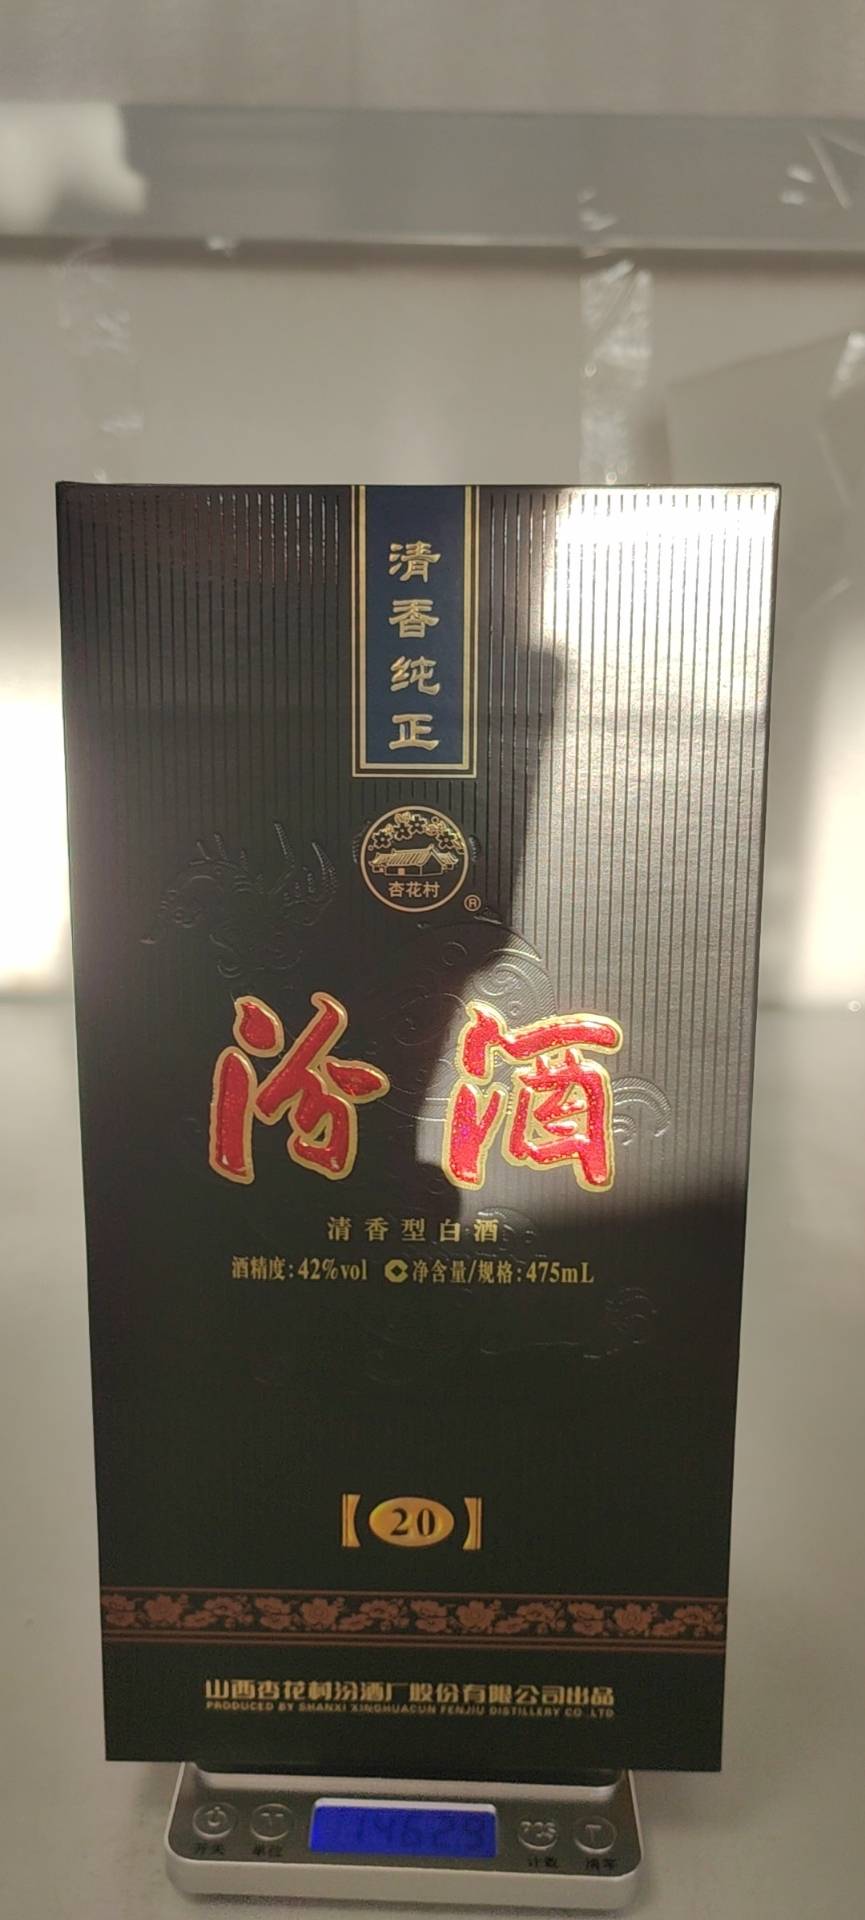 清香纯正
杏花村
®
汾酒
清香型白酒
酒精度:42%vol 净含量/规格:475mL
【20】
山西杏花村汾酒厂股份有限公司出品
PRODUCED BY SHANXI XINGHUACUN FENJIU DISTILLERY CO.,LTD
PCS
开关 单位 计数 清零